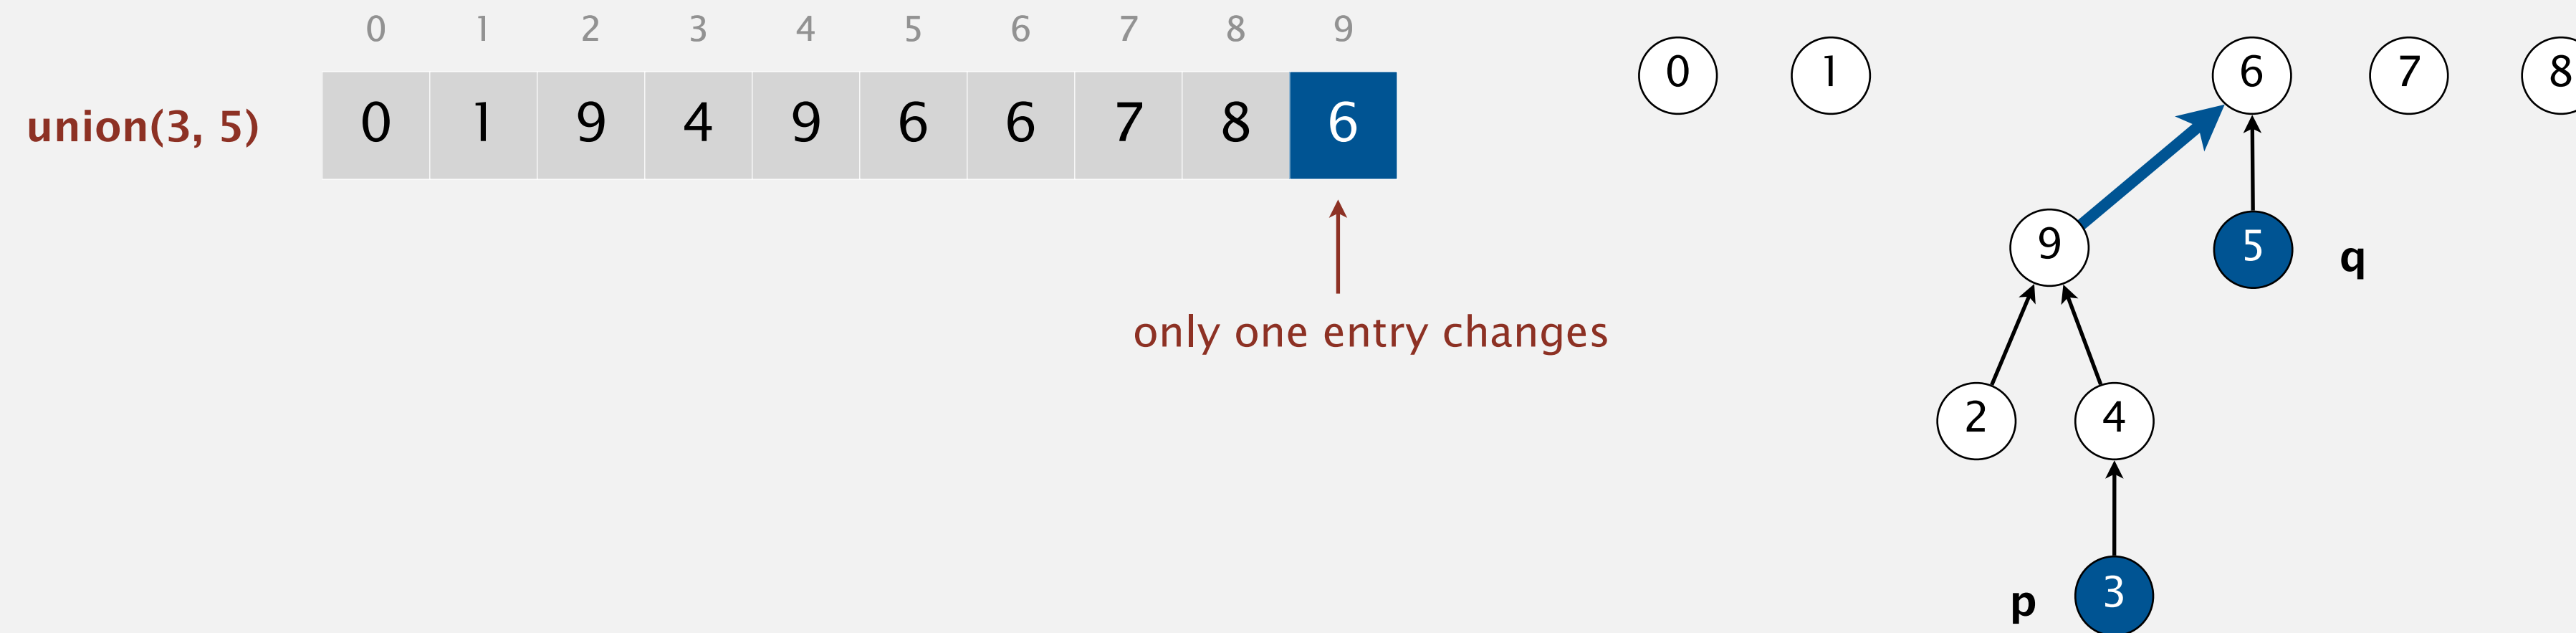 0 1 2 3 4 5 6 7 8 9
union(3, 5) 0 1 9 4 9 6 6 7 8 6
only one entry changes
0 1 6 7 8
9 5 q
2 4
p 3